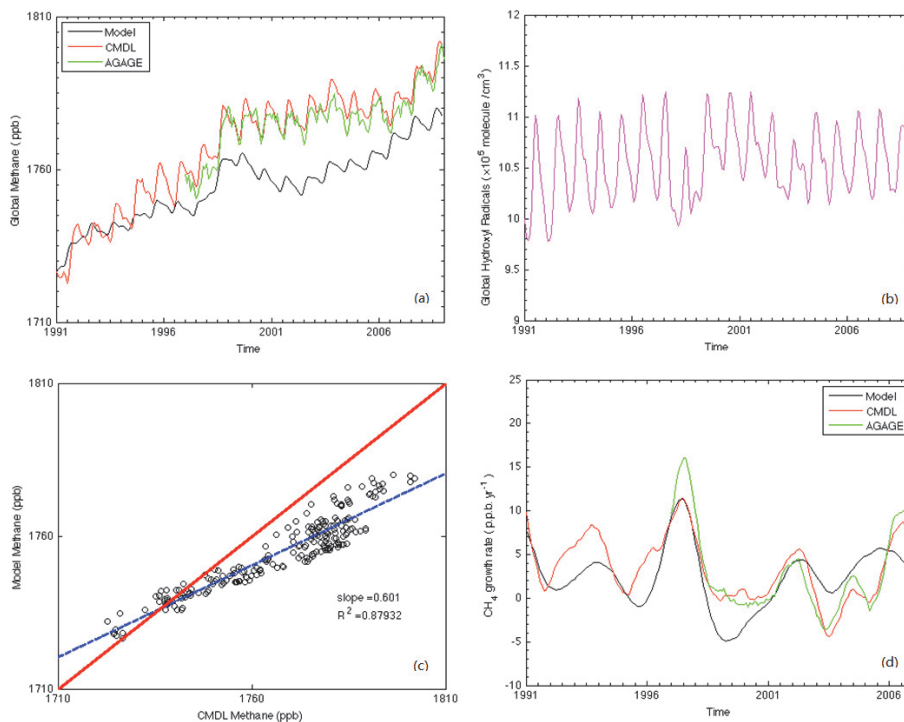 1810
1760
1710
Global Methane ( ppb)
Model
CMDL
AGAGE
(a)
1991 1996 2001 2006
Time
12
11.5
11
10.5
10
9.5
9
Global Hydroxyl Radicals (×10⁶ molecule /cm³)
(b)
1991 1996 2001 2006
Time
1810
1760
1710
Model Methane (ppb)
slope =0.601
R² =0.87932
(c)
1710 1760 1810
CMDL Methane (ppb)
25
20
15
10
5
0
-5
-10
CH₄ growth rate ( p.p.b. yr⁻¹)
Model
CMDL
AGAGE
(d)
1991 1996 2001 2006
Time